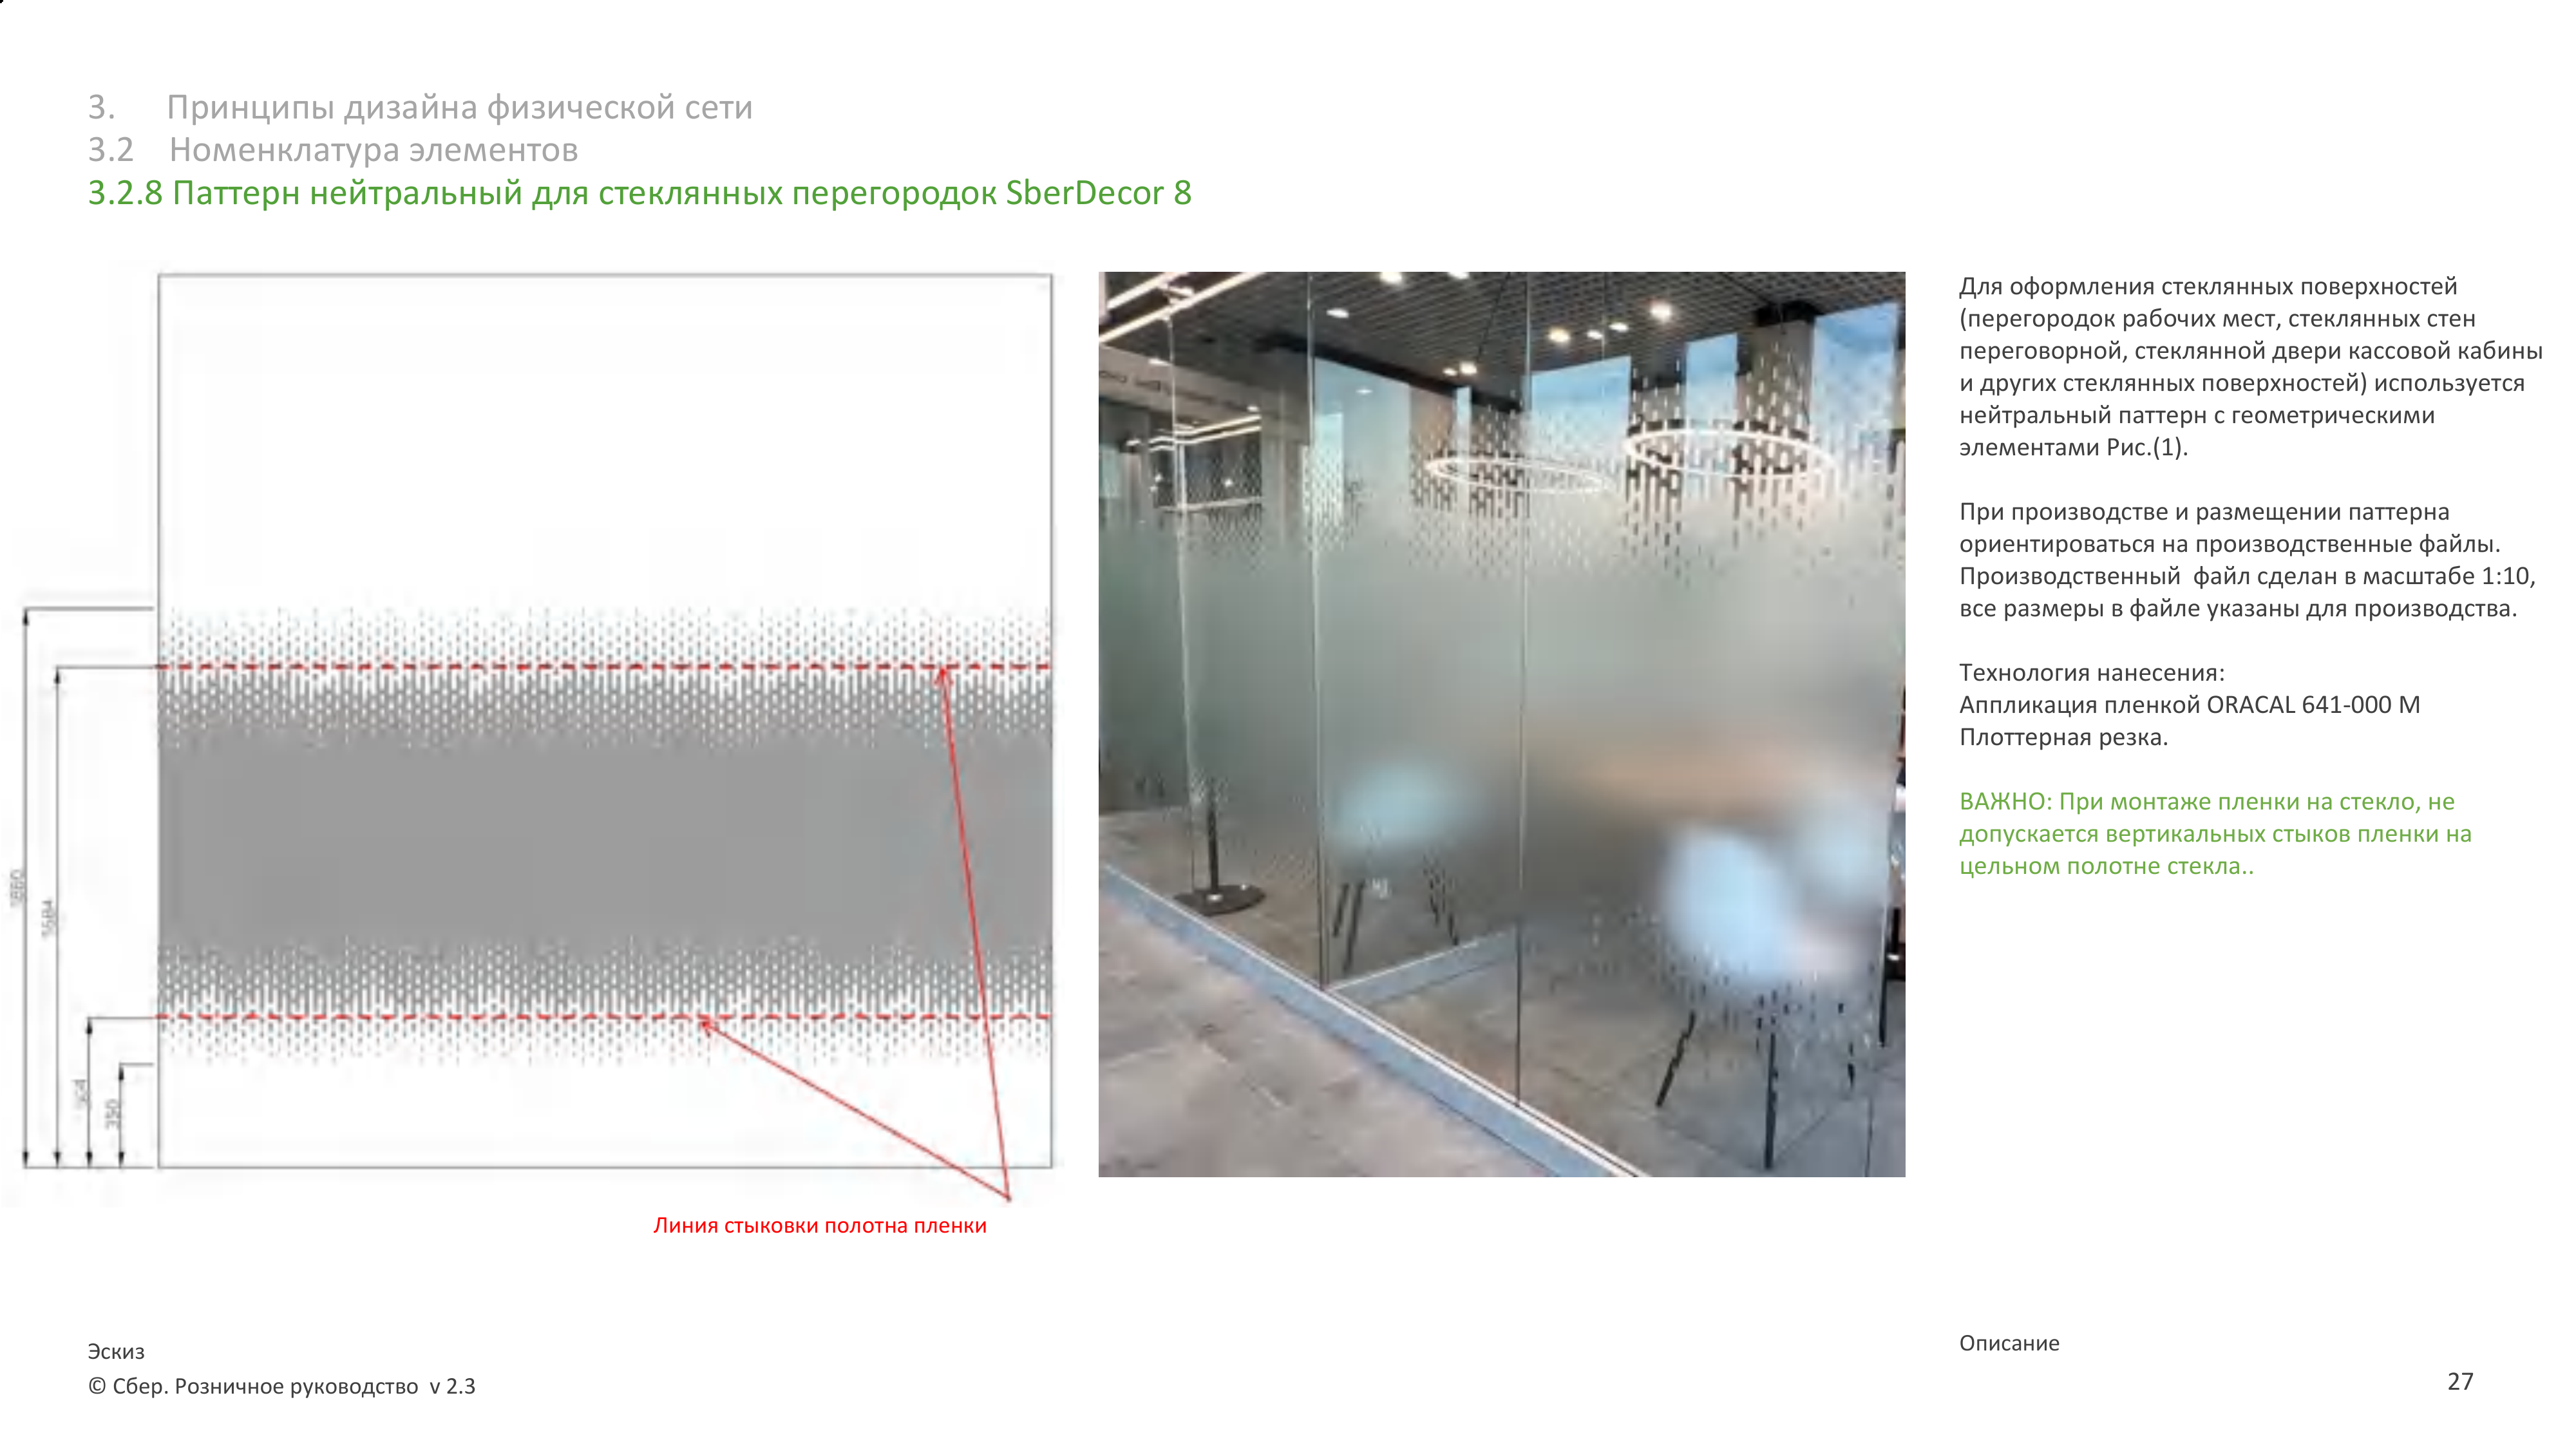 3. Принципы дизайна физической сети
3.2 Номенклатура элементов
3.2.8 Паттерн нейтральный для стеклянных перегородок SberDecor 8
Для оформления стеклянных поверхностей
(перегородок рабочих мест, стеклянных стен
переговорной, стеклянной двери кассовой кабины
и других стеклянных поверхностей) используется
нейтральный паттерн с геометрическими
элементами Рис.(1).
При производстве и размещении паттерна
ориентироваться на производственные файлы.
Производственный файл сделан в масштабе 1:10,
все размеры в файле указаны для производства.
Технология нанесения:
Аппликация пленкой ORACAL 641-000 M
Плоттерная резка.
ВАЖНО: При монтаже пленки на стекло, не
допускается вертикальных стыков пленки на
цельном полотне стекла..
350
Линия стыковки полотна пленки
Эскиз
Описание
© Сбер. Розничное руководство v 2.3
27